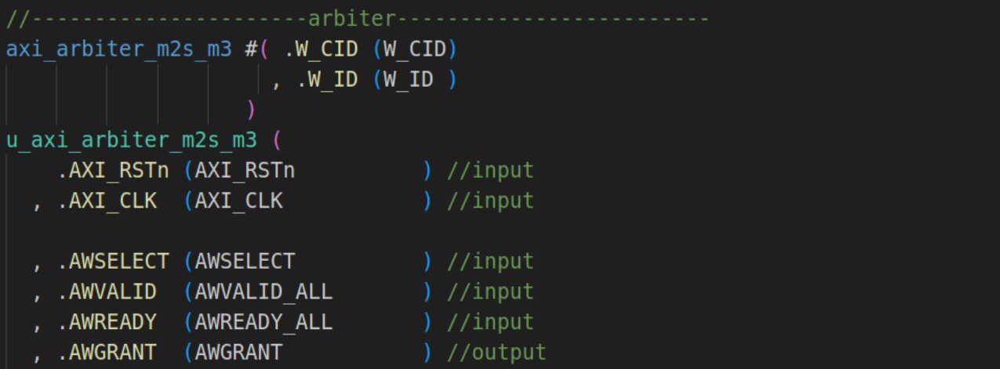 //----------------------arbiter-------------------------
axi_arbiter_m2s_m3 #( .W_CID (W_CID)
                     , .W_ID (W_ID )
                   )
u_axi_arbiter_m2s_m3 (
    .AXI_RSTn (AXI_RSTn          ) //input
  , .AXI_CLK  (AXI_CLK           ) //input

  , .AWSELECT (AWSELECT          ) //input
  , .AWVALID  (AWVALID_ALL       ) //input
  , .AWREADY  (AWREADY_ALL       ) //input
  , .AWGRANT  (AWGRANT           ) //output